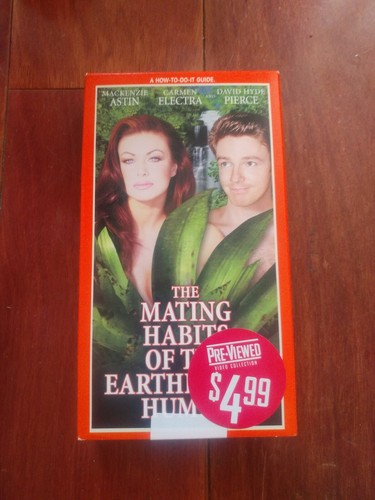 A HOW-TO-DO-IT GUIDE.
MACKENZIE ASTIN
CARMEN ELECTRA
DAVID HYDE PIERCE
THE
MATING
HABITS
OF
EARTH
HUM
PRE-VIEWED
VIDEO COLLECTION
$4.99